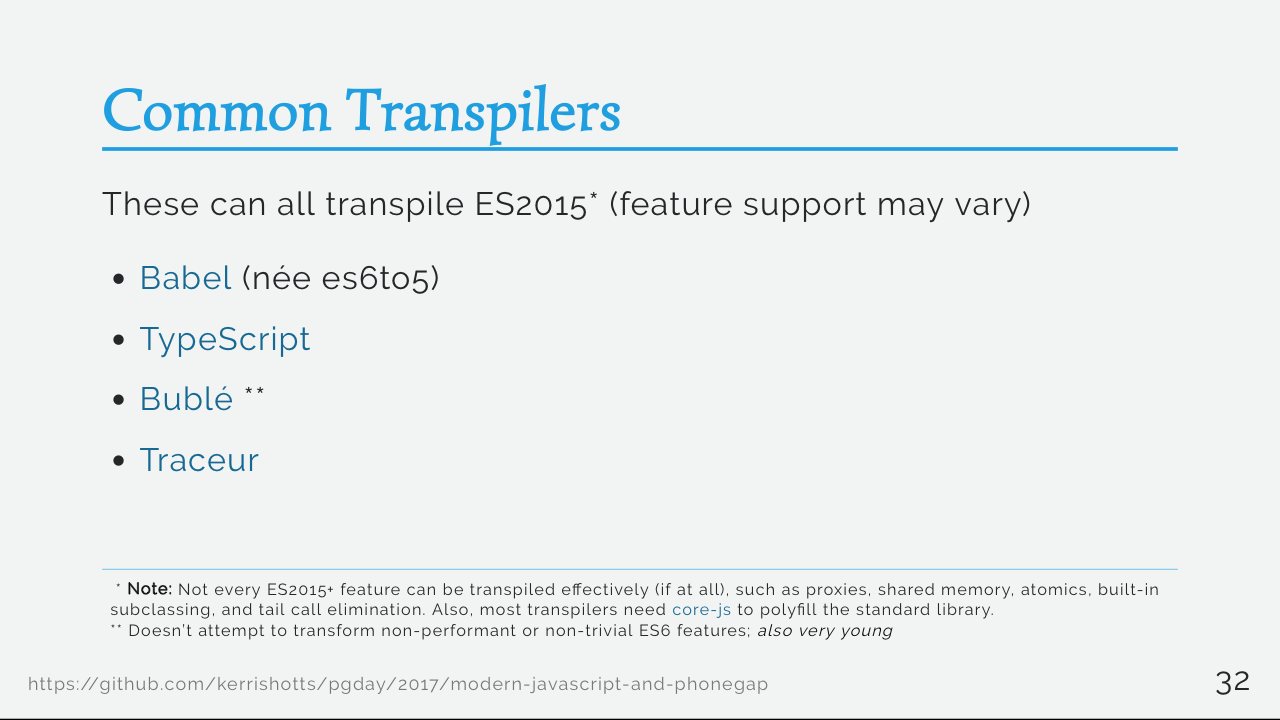 Common Transpilers
These can all transpile ES2015* (feature support may vary)
• Babel (née es6to5)
• TypeScript
• Bublé **
• Traceur
* Note: Not every ES2015+ feature can be transpiled effectively (if at all), such as proxies, shared memory, atomics, built-in
subclassing, and tail call elimination. Also, most transpilers need core-js to polyfill the standard library.
** Doesn't attempt to transform non-performant or non-trivial ES6 features; also very young
https://github.com/kerrishotts/pgday/2017/modern-javascript-and-phonegap
32